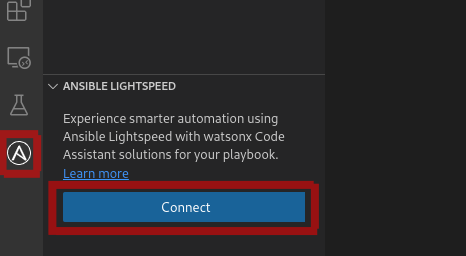 ANSIBLE LIGHTSPEED
Experience smarter automation using
Ansible Lightspeed with watsonx Code
Assistant solutions for your playbook.
Learn more
Connect